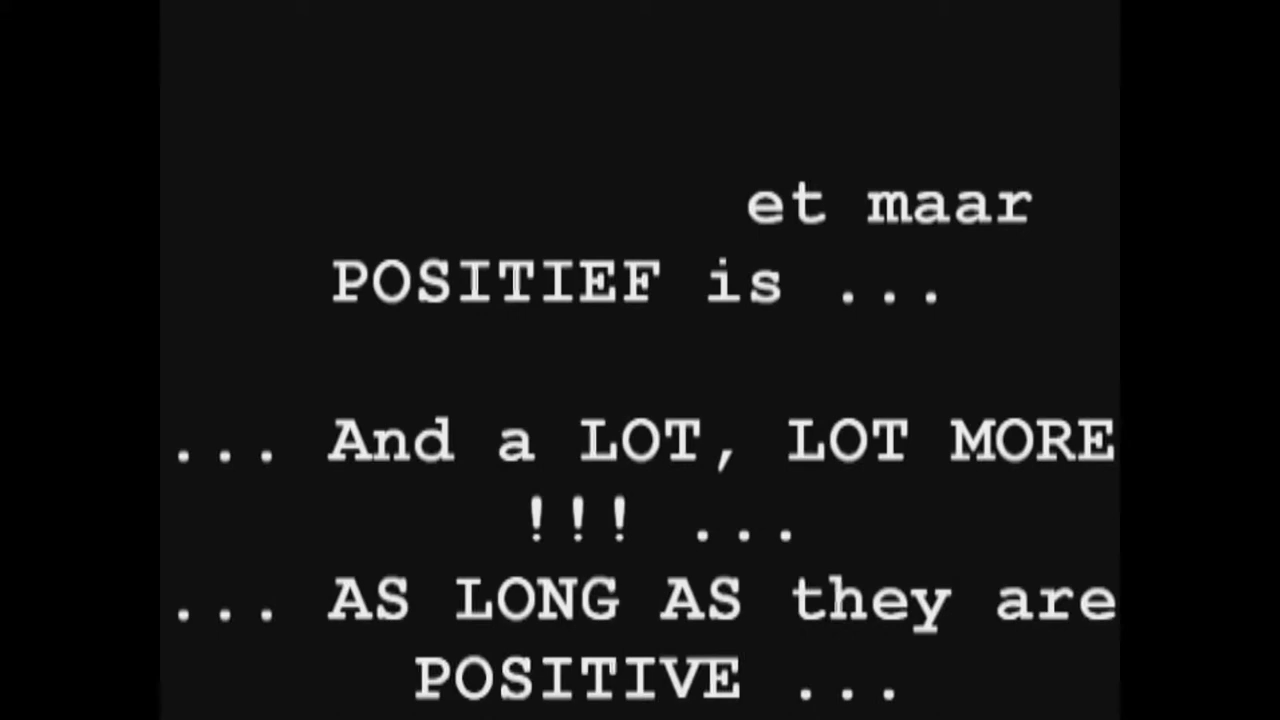 et maar
POSITIEF is ...
... And a LOT, LOT MORE
!!! ...
... AS LONG AS they are
POSITIVE ...